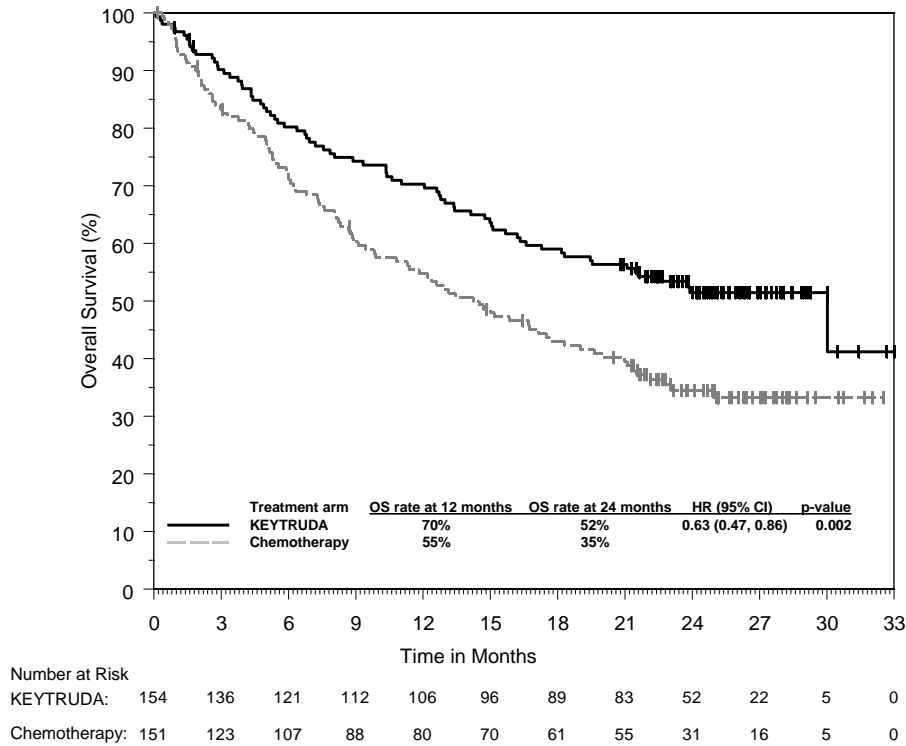 100
90
80
70
60
50
40
30
20
10
0
Overall Survival (%)
Treatment arm OS rate at 12 months OS rate at 24 months HR (95% CI) p-value
KEYTRUDA 70% 52% 0.63 (0.47, 0.86) 0.002
Chemotherapy 55% 35%
0 3 6 9 12 15 18 21 24 27 30 33
Time in Months
Number at Risk
KEYTRUDA: 154 136 121 112 106 96 89 83 52 22 5 0
Chemotherapy: 151 123 107 88 80 70 61 55 31 16 5 0